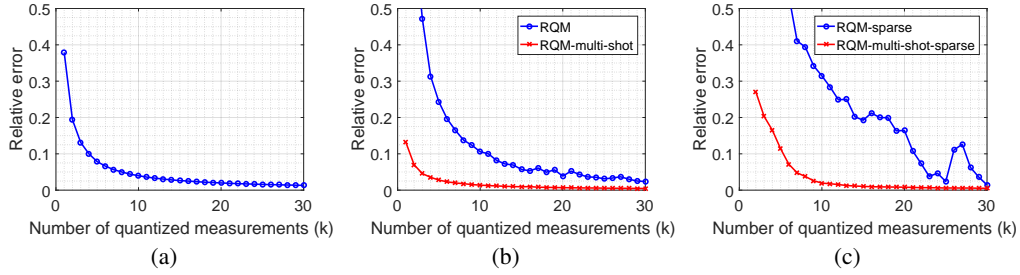 0.5
0.4
0.3
0.2
0.1
0
Relative error
0
10
20
30
Number of quantized measurements (k)
(a)
0.5
0.4
0.3
0.2
0.1
0
Relative error
RQM
RQM-multi-shot
0
10
20
30
Number of quantized measurements (k)
(b)
0.5
0.4
0.3
0.2
0.1
0
Relative error
RQM-sparse
RQM-multi-shot-sparse
0
10
20
30
Number of quantized measurements (k)
(c)